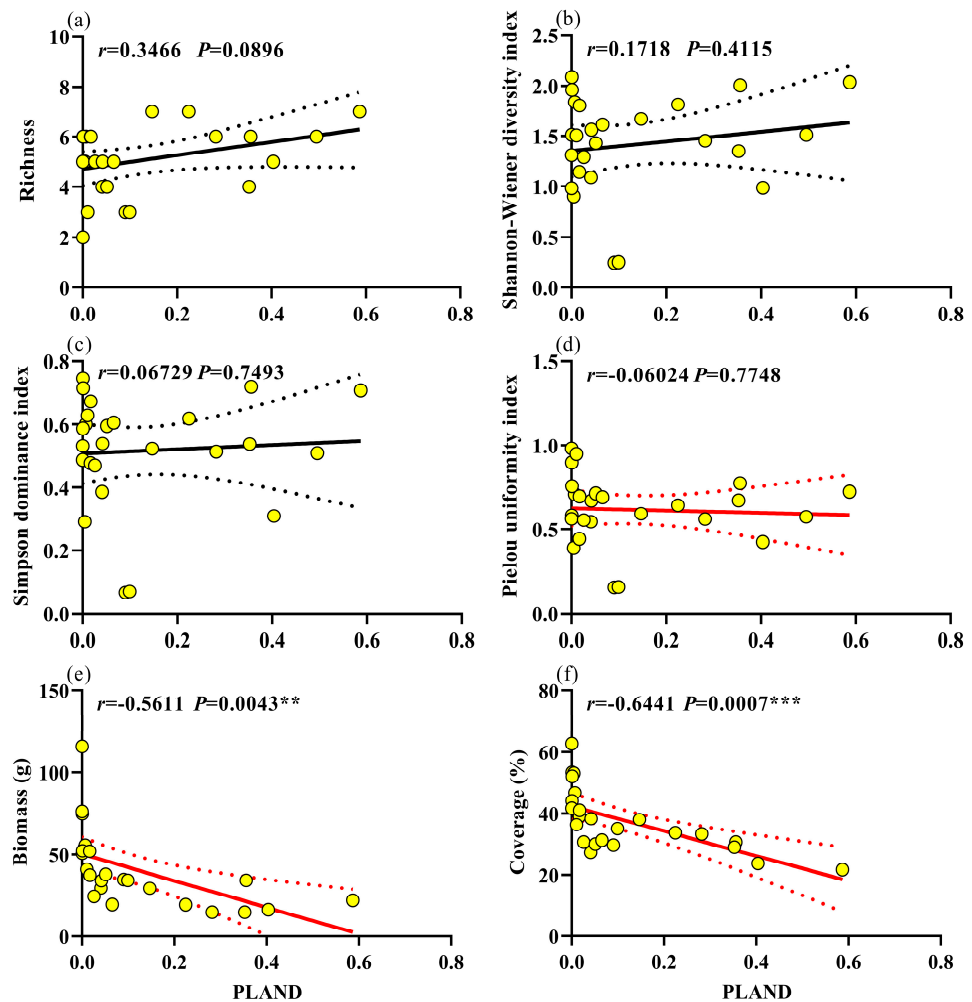 (a)
r=0.3466 P=0.0896
Richness
10
8
6
4
2
0
0.0 0.2 0.4 0.6 0.8
(b)
r=0.1718 P=0.4115
Shannon-Wiener diversity index
2.5
2.0
1.5
1.0
0.5
0.0
0.0 0.2 0.4 0.6 0.8
(c)
r=0.06729 P=0.7493
Simpson dominance index
0.8
0.6
0.4
0.2
0.0
0.0 0.2 0.4 0.6 0.8
(d)
r=-0.06024 P=0.7748
Pielou uniformity index
1.5
1.0
0.5
0.0
0.0 0.2 0.4 0.6 0.8
(e)
r=-0.5611 P=0.0043**
Biomass (g)
150
100
50
0
0.0 0.2 0.4 0.6 0.8
PLAND
(f)
r=-0.6441 P=0.0007***
Coverage (%)
80
60
40
20
0
0.0 0.2 0.4 0.6 0.8
PLAND